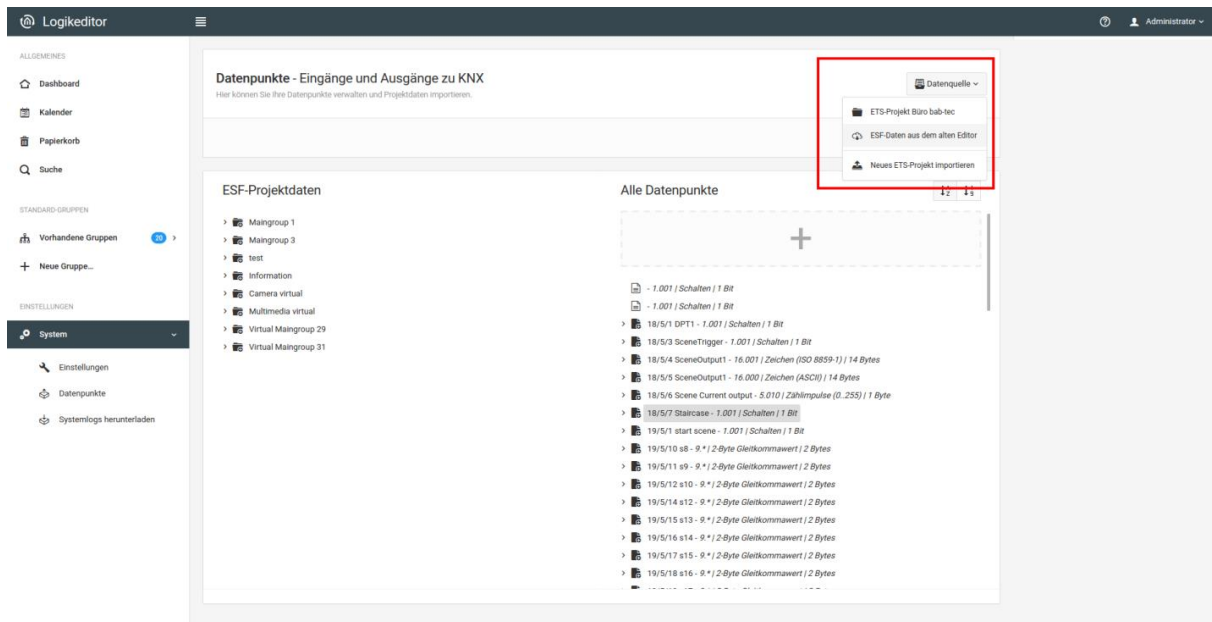 Logikeditor
Administrator
ALLGEMEINES
Dashboard
Kalender
Papierkorb
Suche
STANDARD-GRUPPEN
Vorhandene Gruppen 20
Neue Gruppe...
EINSTELLUNGEN
System
Einstellungen
Datenpunkte
Systemlogs herunterladen
Datenpunkte - Eingänge und Ausgänge zu KNX
Hier können Sie Ihre Datenpunkte verwalten und Projektdaten importieren.
Datenquelle
ETS-Projekt Büro bab-tec
ESF-Daten aus dem alten Editor
Neues ETS-Projekt importieren
ESF-Projektdaten
Maingroup 1
Maingroup 3
test
Information
Camera virtual
Multimedia virtual
Virtual Maingroup 29
Virtual Maingroup 31
Alle Datenpunkte
- 1.001 | Schalten | 1 Bit
- 1.001 | Schalten | 1 Bit
18/5/1 DPT1 - 1.001 | Schalten | 1 Bit
18/5/3 SceneTrigger - 1.001 | Schalten | 1 Bit
18/5/4 SceneOutput1 - 16.001 | Zeichen (ISO 8859-1) | 14 Bytes
18/5/5 SceneOutput1 - 16.000 | Zeichen (ASCII) | 14 Bytes
18/5/6 Scene Current output - 5.010 | Zählimpulse (0..255) | 1 Byte
18/5/7 Staircase - 1.001 | Schalten | 1 Bit
19/5/1 start scene - 1.001 | Schalten | 1 Bit
19/5/10 s8 - 9.* | 2-Byte Gleitkommawert | 2 Bytes
19/5/11 s9 - 9.* | 2-Byte Gleitkommawert | 2 Bytes
19/5/12 s10 - 9.* | 2-Byte Gleitkommawert | 2 Bytes
19/5/14 s12 - 9.* | 2-Byte Gleitkommawert | 2 Bytes
19/5/15 s13 - 9.* | 2-Byte Gleitkommawert | 2 Bytes
19/5/16 s14 - 9.* | 2-Byte Gleitkommawert | 2 Bytes
19/5/17 s15 - 9.* | 2-Byte Gleitkommawert | 2 Bytes
19/5/18 s16 - 9.* | 2-Byte Gleitkommawert | 2 Bytes